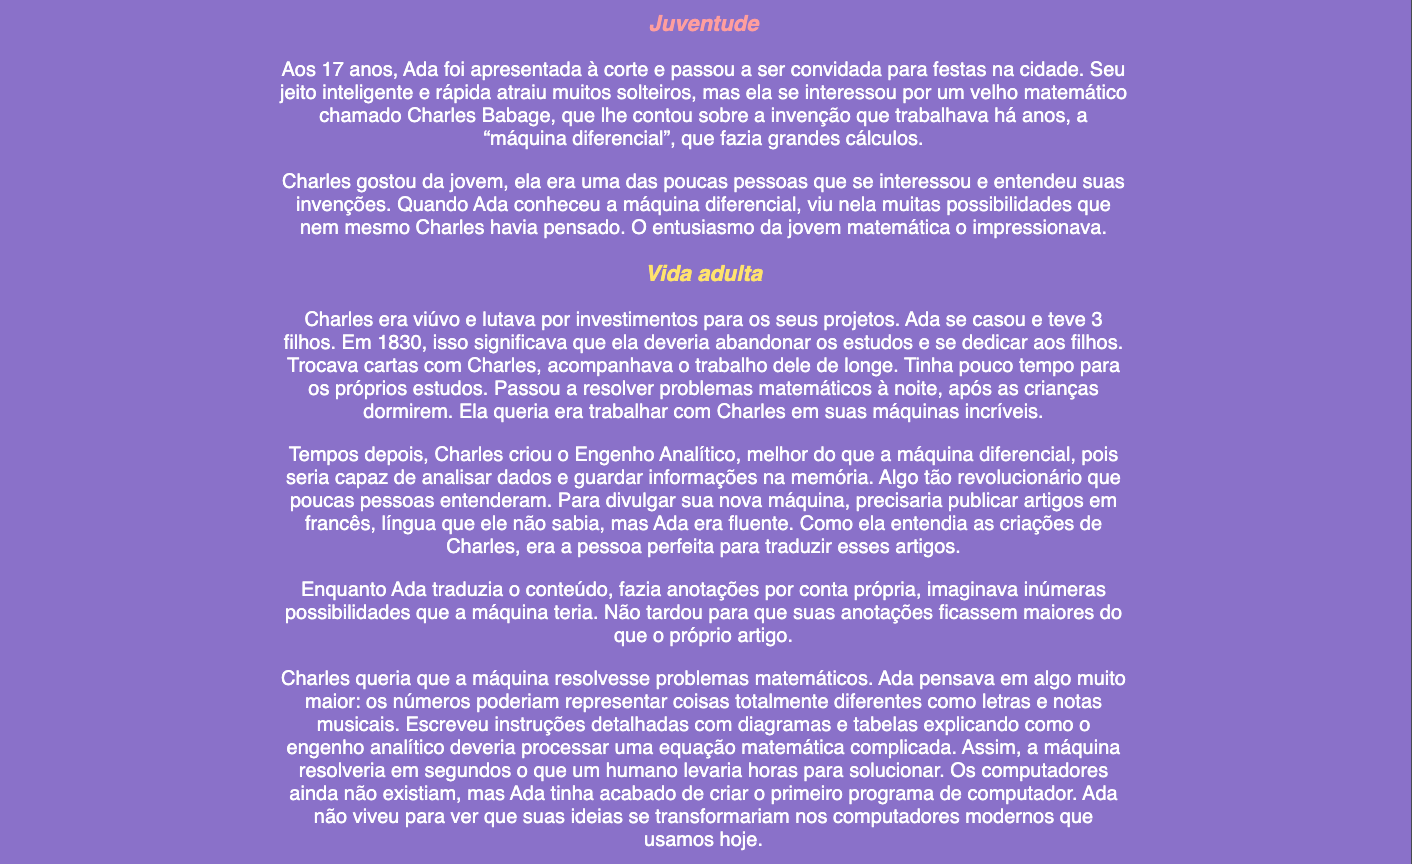 Juventude
Aos 17 anos, Ada foi apresentada à corte e passou a ser convidada para festas na cidade. Seu
jeito inteligente e rápida atraiu muitos solteiros, mas ela se interessou por um velho matemático
chamado Charles Babage, que lhe contou sobre a invenção que trabalhava há anos, a
“máquina diferencial”, que fazia grandes cálculos.
Charles gostou da jovem, ela era uma das poucas pessoas que se interessou e entendeu suas
invenções. Quando Ada conheceu a máquina diferencial, viu nela muitas possibilidades que
nem mesmo Charles havia pensado. O entusiasmo da jovem matemática o impressionava.
Vida adulta
Charles era viúvo e lutava por investimentos para os seus projetos. Ada se casou e teve 3
filhos. Em 1830, isso significava que ela deveria abandonar os estudos e se dedicar aos filhos.
Trocava cartas com Charles, acompanhava o trabalho dele de longe. Tinha pouco tempo para
os próprios estudos. Passou a resolver problemas matemáticos à noite, após as crianças
dormirem. Ela queria era trabalhar com Charles em suas máquinas incríveis.
Tempos depois, Charles criou o Engenho Analítico, melhor do que a máquina diferencial, pois
seria capaz de analisar dados e guardar informações na memória. Algo tão revolucionário que
poucas pessoas entenderam. Para divulgar sua nova máquina, precisaria publicar artigos em
francês, língua que ele não sabia, mas Ada era fluente. Como ela entendia as criações de
Charles, era a pessoa perfeita para traduzir esses artigos.
Enquanto Ada traduzia o conteúdo, fazia anotações por conta própria, imaginava inúmeras
possibilidades que a máquina teria. Não tardou para que suas anotações ficassem maiores do
que o próprio artigo.
Charles queria que a máquina resolvesse problemas matemáticos. Ada pensava em algo muito
maior: os números poderiam representar coisas totalmente diferentes como letras e notas
musicais. Escreveu instruções detalhadas com diagramas e tabelas explicando como o
engenho analítico deveria processar uma equação matemática complicada. Assim, a máquina
resolveria em segundos o que um humano levaria horas para solucionar. Os computadores
ainda não existiam, mas Ada tinha acabado de criar o primeiro programa de computador. Ada
não viveu para ver que suas ideias se transformariam nos computadores modernos que
usamos hoje.